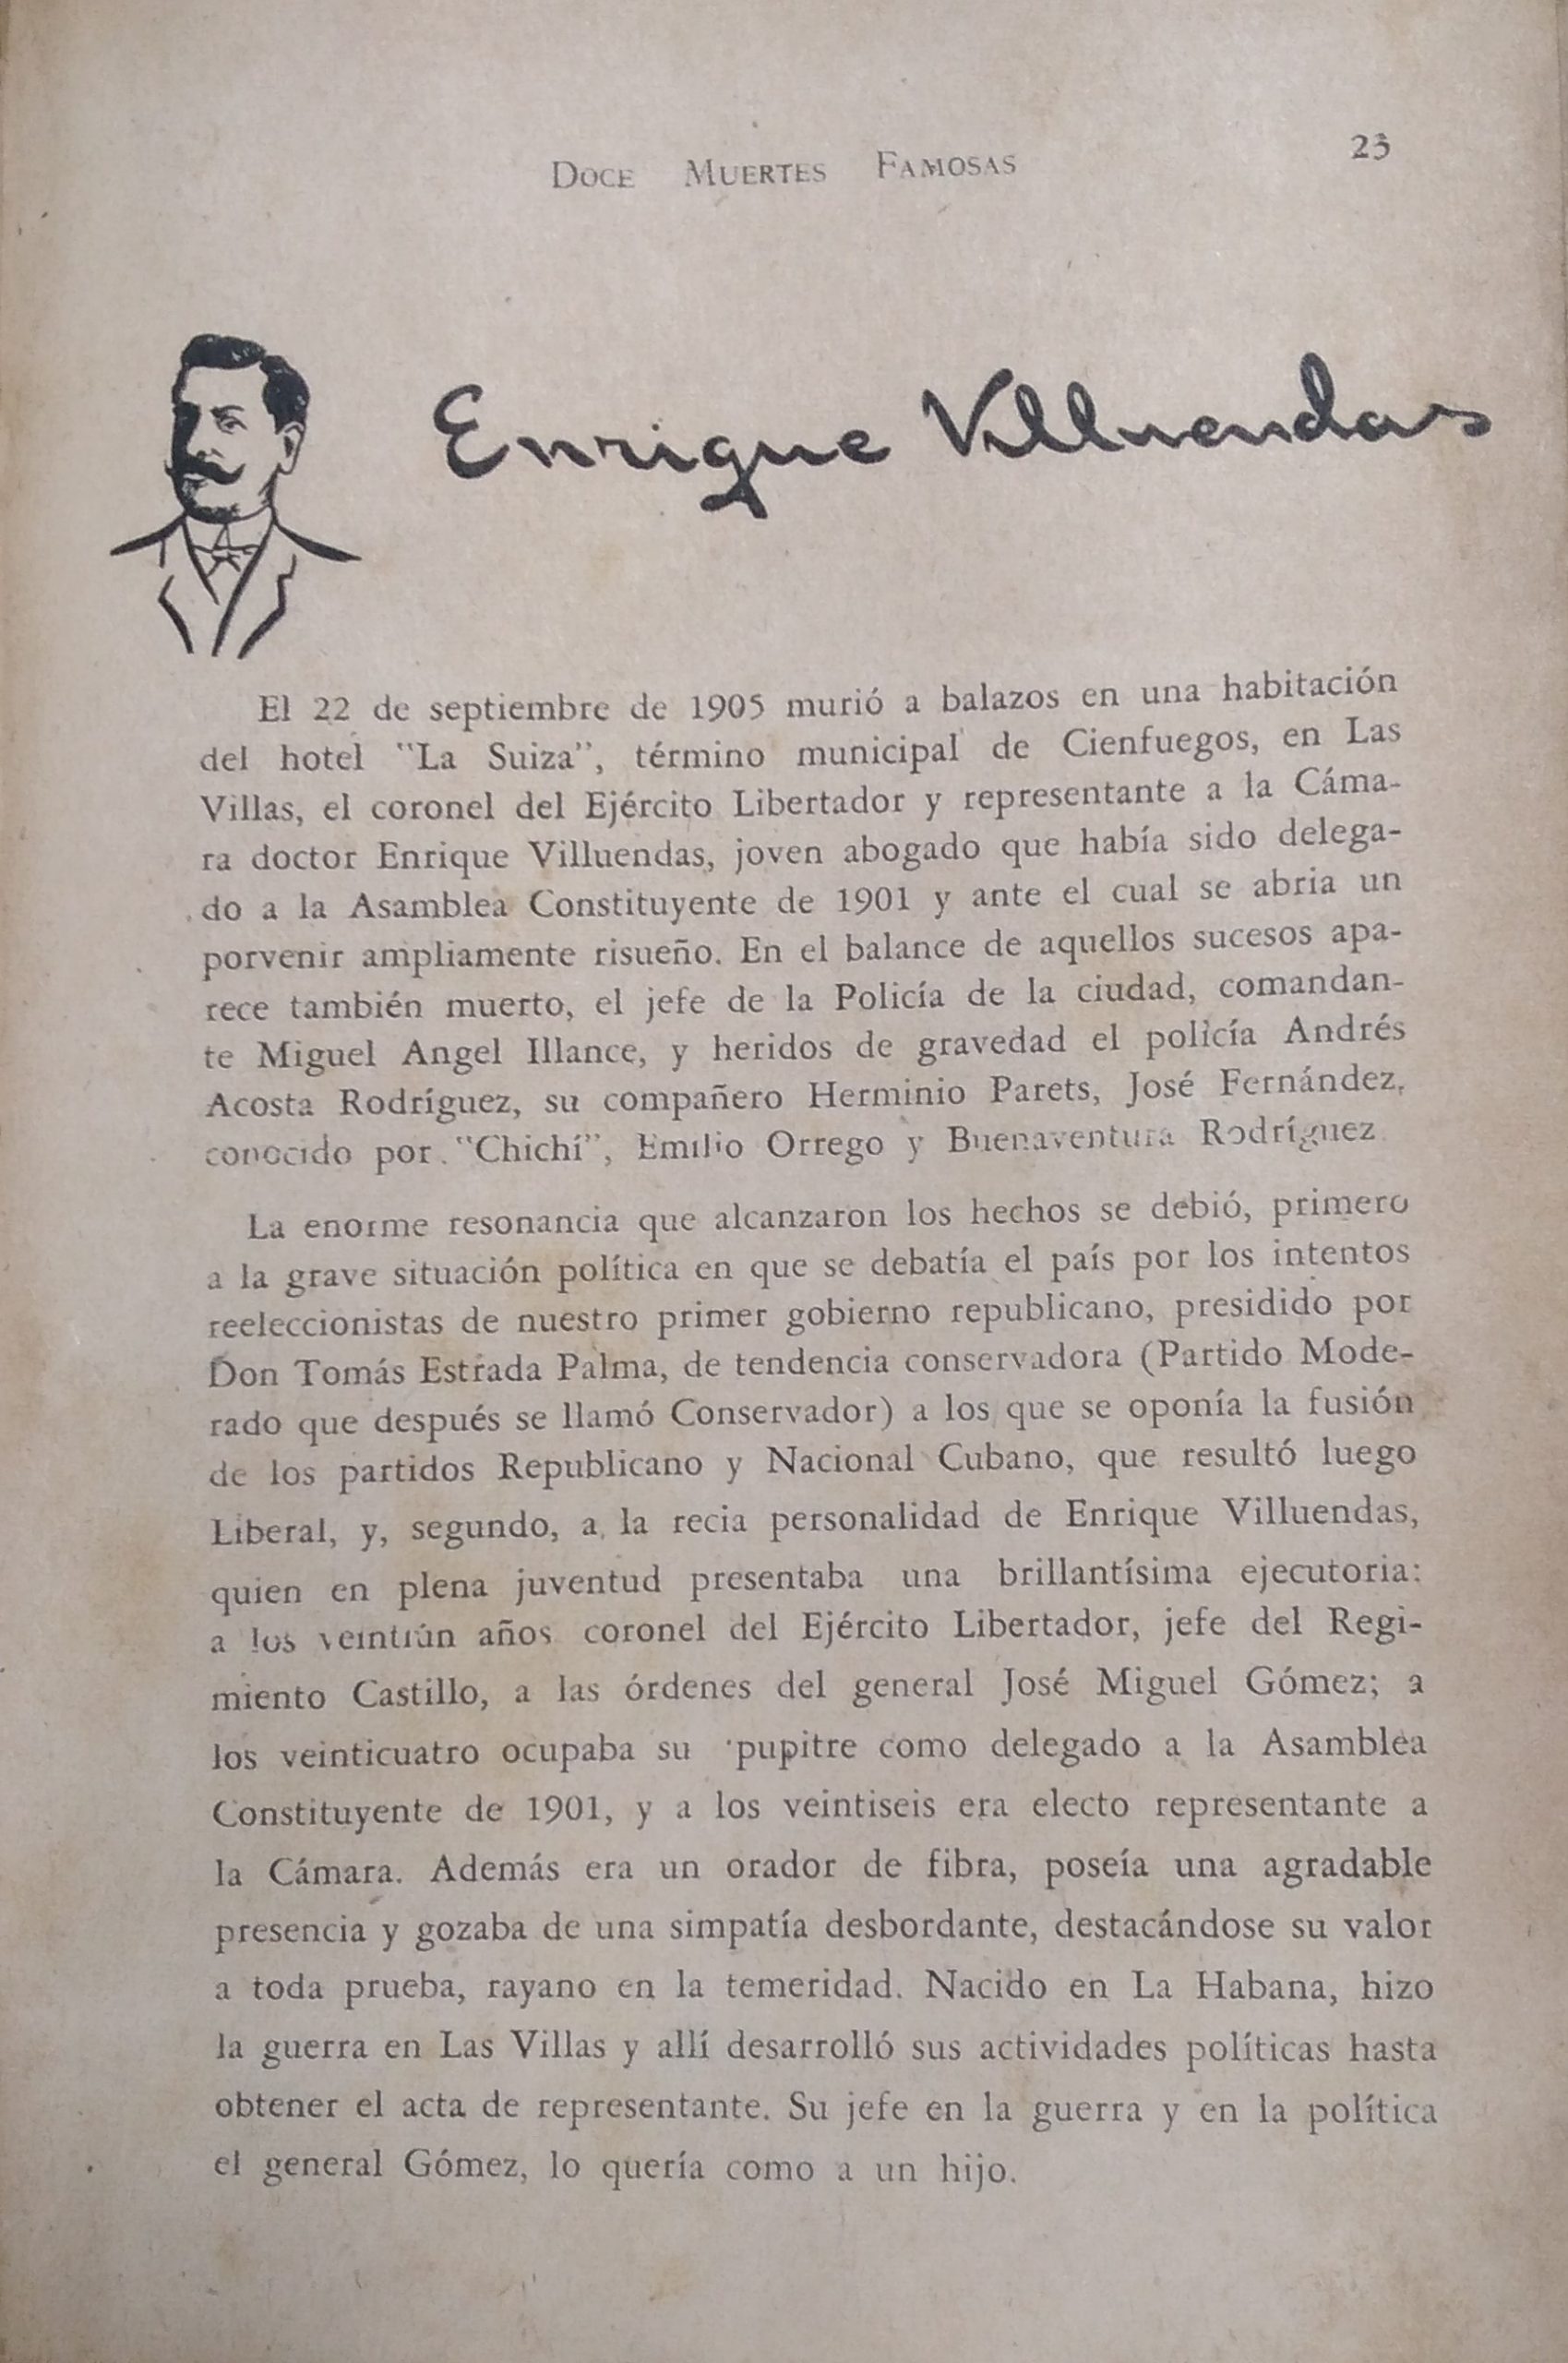 Doce Muertes Famosas 23
Enrique Villuendas
El 22 de septiembre de 1905 murió a balazos en una habitación
del hotel "La Suiza", término municipal de Cienfuegos, en Las
Villas, el coronel del Ejército Libertador y representante a la Cáma-
ra doctor Enrique Villuendas, joven abogado que había sido delega-
do a la Asamblea Constituyente de 1901 y ante el cual se abria un
porvenir ampliamente risueño. En el balance de aquellos sucesos apa-
rece también muerto, el jefe de la Policía de la ciudad, comandan-
te Miguel Angel Illance, y heridos de gravedad el policía Andrés
Acosta Rodríguez, su compañero Herminio Parets, José Fernández,
conocido por "Chichí", Emilio Orrego y Buenaventura Rodríguez
La enorme resonancia que alcanzaron los hechos se debió, primero
a la grave situación política en que se debatía el país por los intentos
reeleccionistas de nuestro primer gobierno republicano, presidido por
Don Tomás Estrada Palma, de tendencia conservadora (Partido Mode-
rado que después se llamó Conservador) a los que se oponía la fusión
de los partidos Republicano y Nacional Cubano, que resultó luego
Liberal, y, segundo, a la recia personalidad de Enrique Villuendas,
quien en plena juventud presentaba una brillantísima ejecutoria:
a los veintiún años coronel del Ejército Libertador, jefe del Regi-
miento Castillo, a las órdenes del general José Miguel Gómez; a
los veinticuatro ocupaba su pupitre como delegado a la Asamblea
Constituyente de 1901, y a los veintiseis era electo representante a
la Cámara. Además era un orador de fibra, poseía una agradable
presencia y gozaba de una simpatía desbordante, destacándose su valor
a toda prueba, rayano en la temeridad. Nacido en La Habana, hizo
la guerra en Las Villas y allí desarrolló sus actividades políticas hasta
obtener el acta de representante. Su jefe en la guerra y en la política
el general Gómez, lo quería como a un hijo.